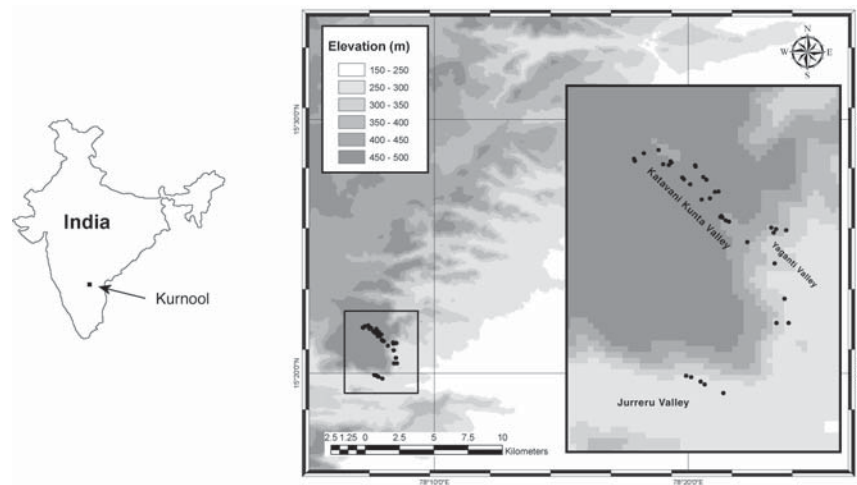 India
Kurnool
Elevation (m)
150 - 250
250 - 300
300 - 350
350 - 400
400 - 450
450 - 500
N
W
E
S
15°30'0"N
15°20'0"N
Katavani Kunta Valley
Yaganti Valley
Jurreru Valley
2.5 1.25 0 2.5 5 7.5 10
Kilometers
78°10'0"E
78°20'0"E